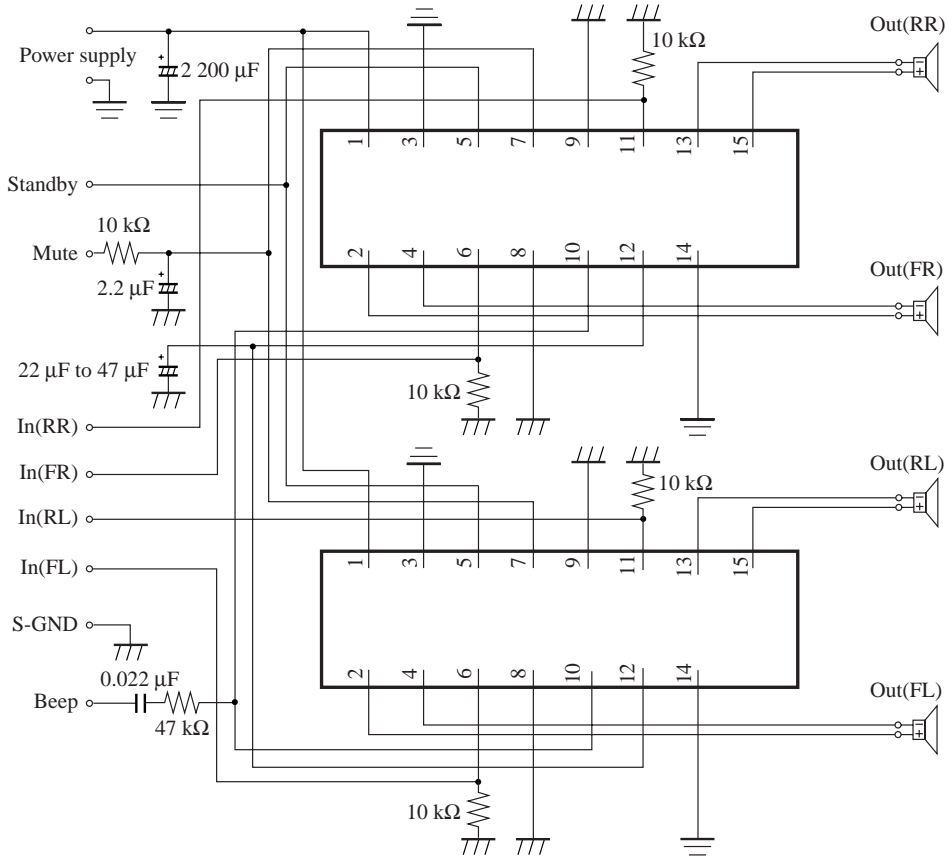 Out(RR)
10 kΩ
Power supply
+
2 200 μF
− +
1 3 5 7 9 11 13 15
Standby
10 kΩ
Mute
2 4 6 8 10 12 14
Out(FR)
+
2.2 μF
− +
+
22 μF to 47 μF
10 kΩ
In(RR)
Out(RL)
In(FR)
10 kΩ
− +
In(RL)
1 3 5 7 9 11 13 15
In(FL)
S-GND
2 4 6 8 10 12 14
0.022 μF
Beep
Out(FL)
47 kΩ
− +
10 kΩ